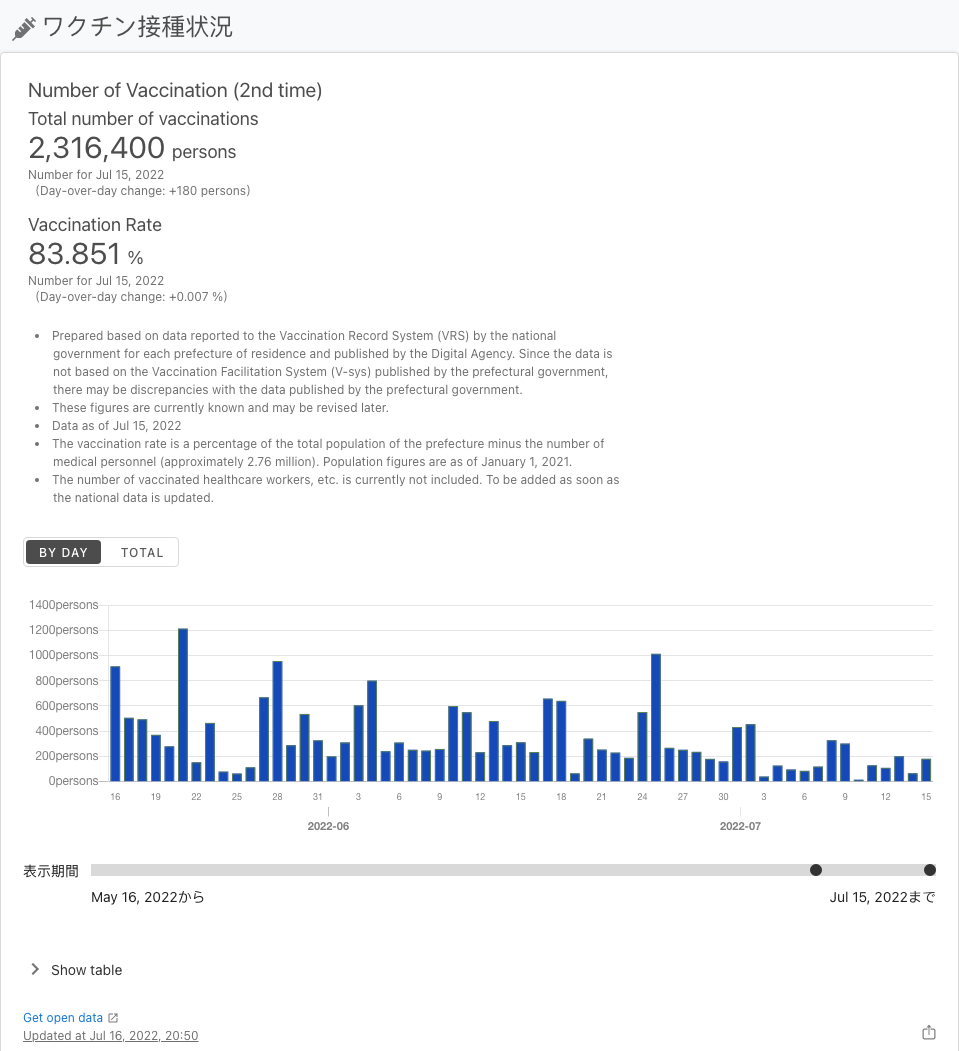 ワクチン接種状況
Number of Vaccination (2nd time)
Total number of vaccinations
2,316,400 persons
Number for Jul 15, 2022
(Day-over-day change: +180 persons)
Vaccination Rate
83.851 %
Number for Jul 15, 2022
(Day-over-day change: +0.007 %)
• Prepared based on data reported to the Vaccination Record System (VRS) by the national
government for each prefecture of residence and published by the Digital Agency. Since the data is
not based on the Vaccination Facilitation System (V-sys) published by the prefectural government,
there may be discrepancies with the data published by the prefectural government.
• These figures are currently known and may be revised later.
• Data as of Jul 15, 2022
• The vaccination rate is a percentage of the total population of the prefecture minus the number of
medical personnel (approximately 2.76 million). Population figures are as of January 1, 2021.
• The number of vaccinated healthcare workers, etc. is currently not included. To be added as soon as
the national data is updated.
BY DAY TOTAL
1400persons
1200persons
1000persons
800persons
600persons
400persons
200persons
0persons
16 19 22 25 28 31 3 6 9 12 15 18 21 24 27 30 3 6 9 12 15
2022-06 2022-07
表示期間
May 16, 2022から Jul 15, 2022まで
Show table
Get open data
Updated at Jul 16, 2022, 20:50